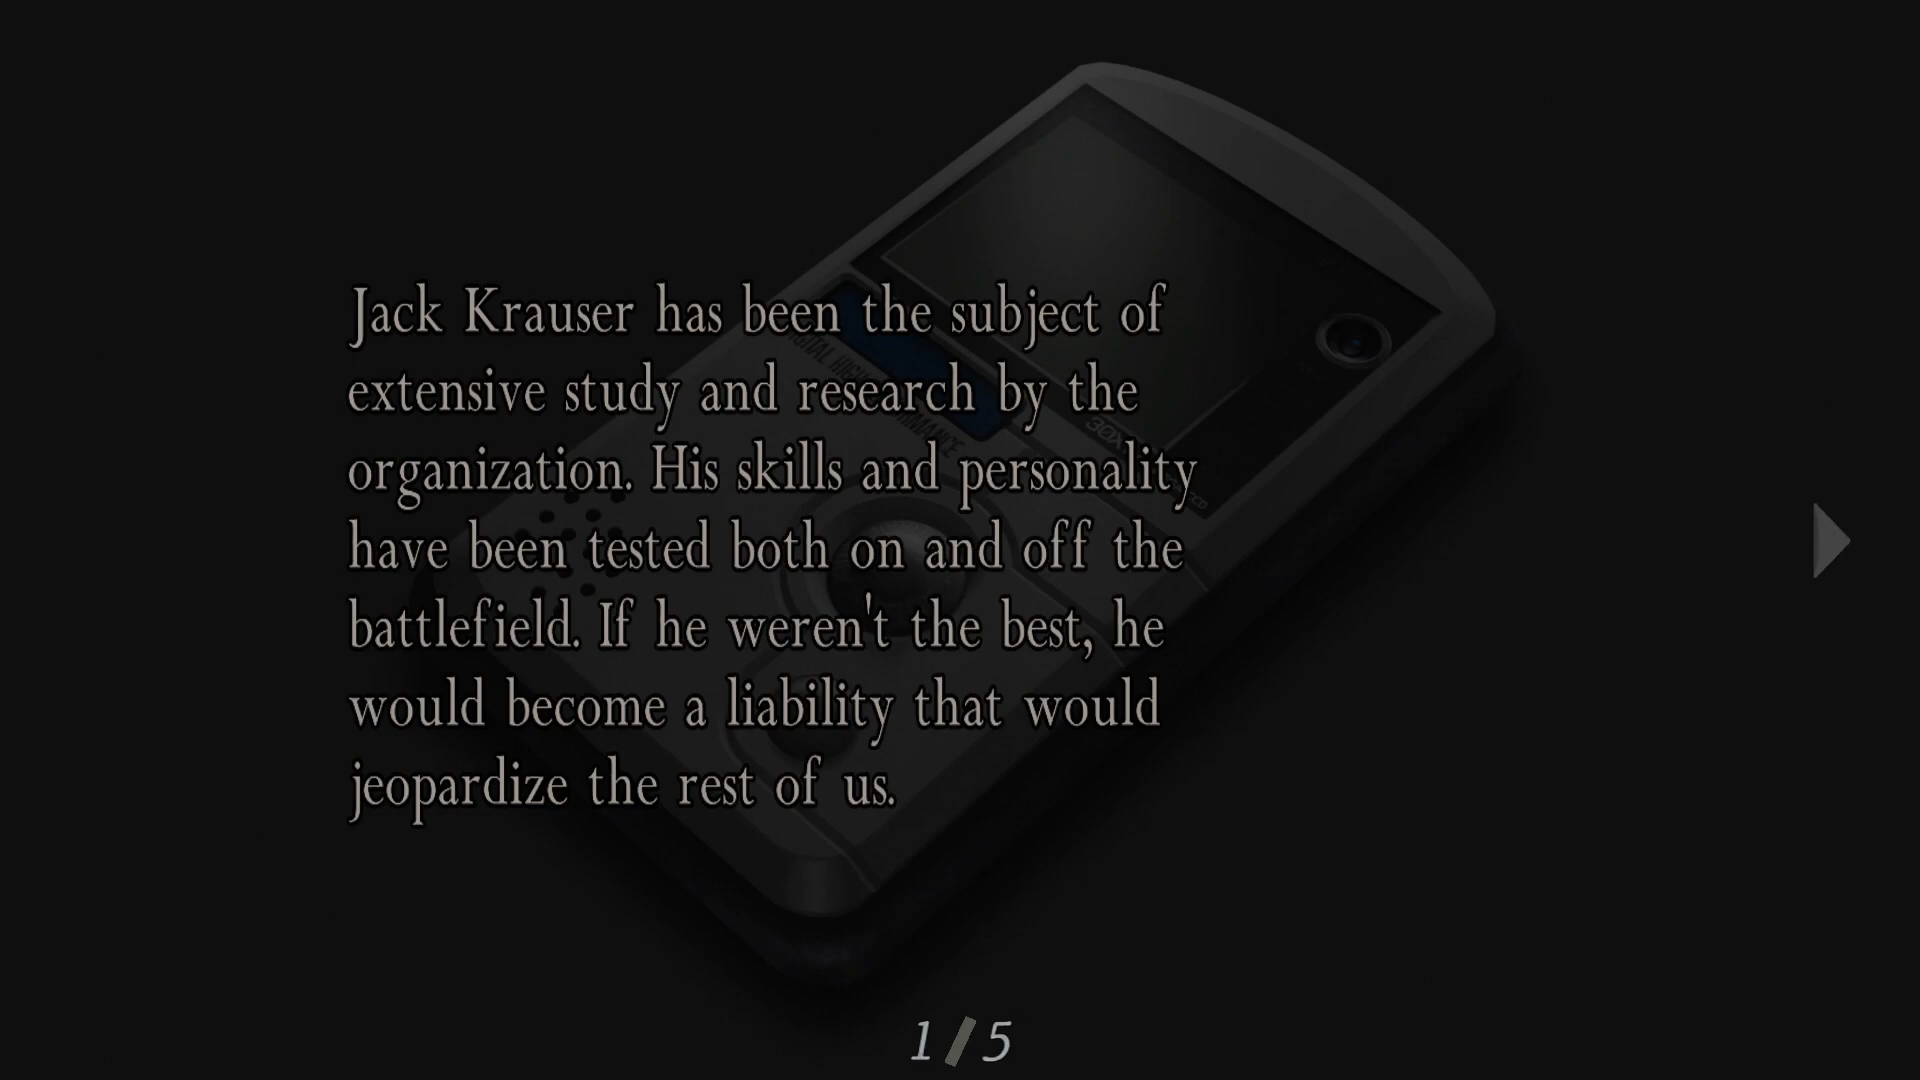 Jack Krauser has been the subject of
extensive study and research by the
organization. His skills and personality
have been tested both on and off the
battlefield. If he weren't the best, he
would become a liability that would
jeopardize the rest of us.
1/5